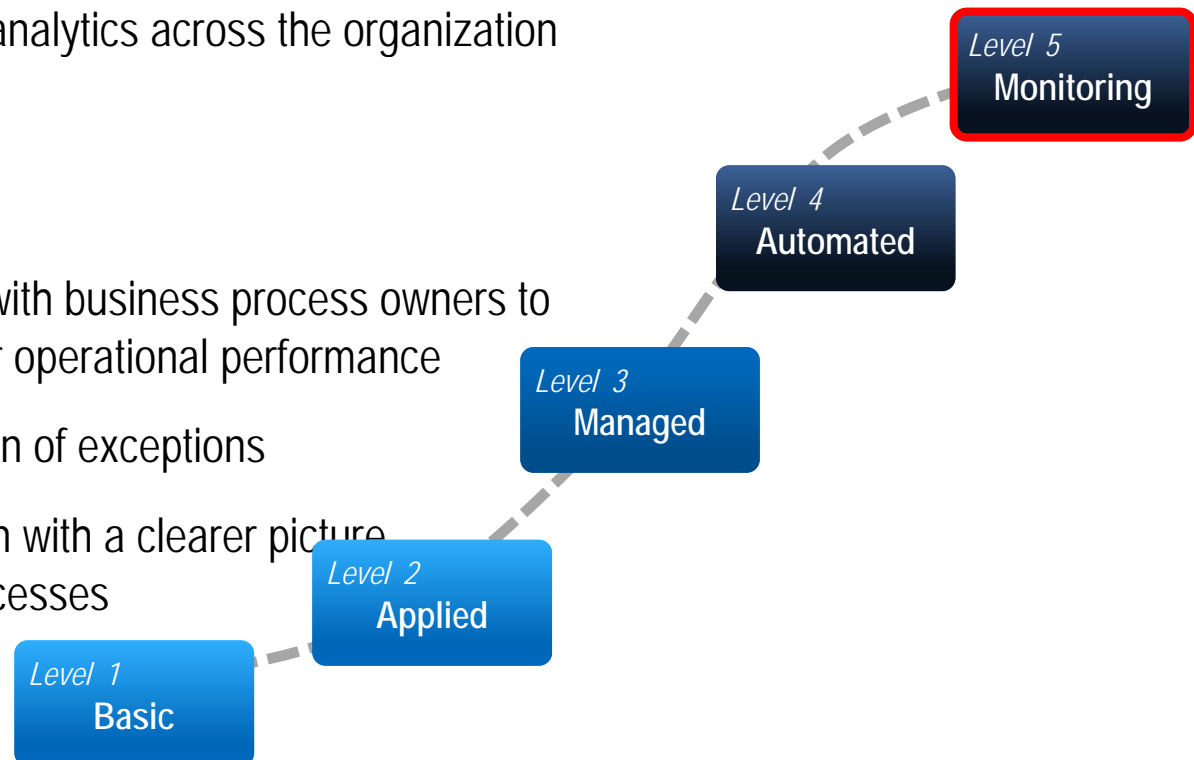 analytics across the organization
Level 5
Monitoring
Level 4
Automated
with business process owners to
operational performance
Level 3
Managed
of exceptions
with a clearer picture
Level 2
Applied
Level 1
Basic